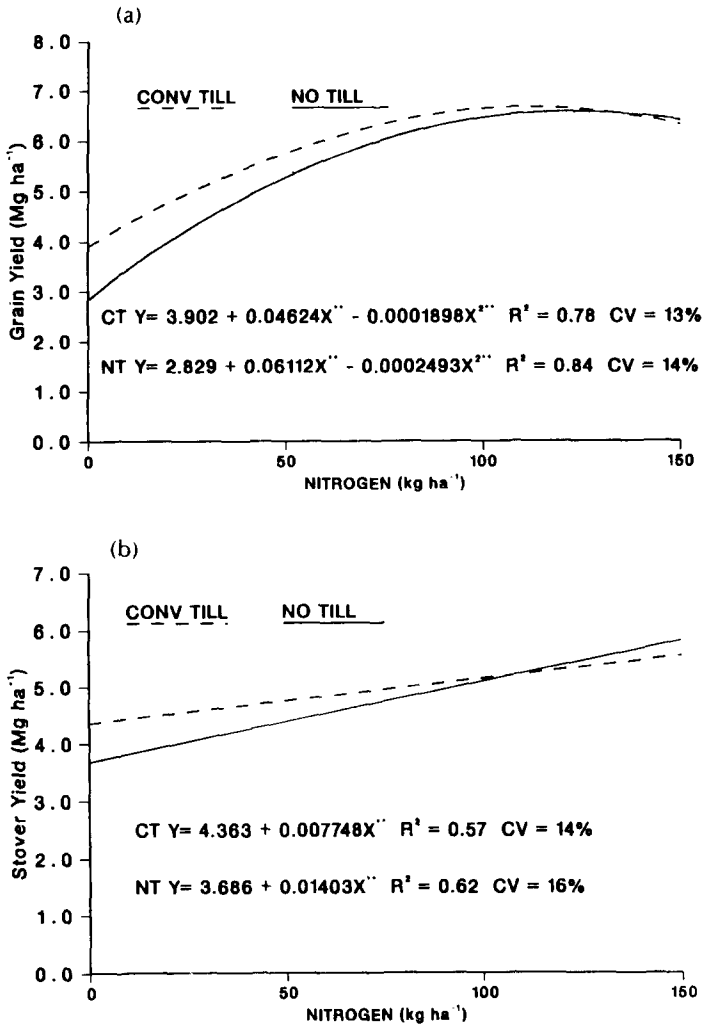 (a)
8.0
7.0
CONV TILL NO TILL
6.0
5.0
4.0
3.0
CT Y= 3.902 + 0.04624X** - 0.0001898X²** R² = 0.78 CV = 13%
2.0
NT Y= 2.829 + 0.06112X** - 0.0002493X²** R² = 0.84 CV = 14%
1.0
0.0
Grain Yield (Mg ha⁻¹)
0 50 100 150
NITROGEN (kg ha⁻¹)
(b)
7.0
CONV TILL NO TILL
6.0
5.0
4.0
3.0
CT Y= 4.363 + 0.007748X** R² = 0.57 CV = 14%
2.0
NT Y= 3.686 + 0.01403X** R² = 0.62 CV = 16%
1.0
0.0
Stover Yield (Mg ha⁻¹)
0 50 100 150
NITROGEN (kg ha⁻¹)